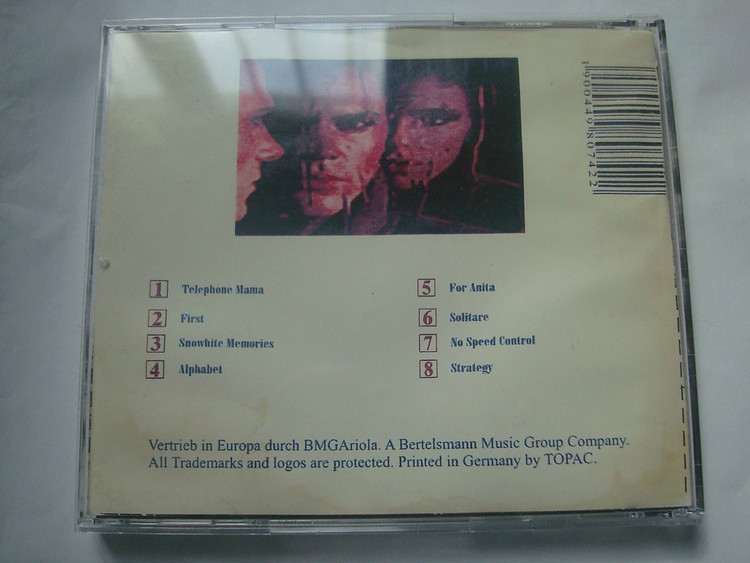 1900449807422
1 Telephone Mama
2 First
3 Snowhite Memories
4 Alphabet
5 For Anita
6 Solitare
7 No Speed Control
8 Strategy
Vertrieb in Europa durch BMGAriola. A Bertelsmann Music Group Company.
All Trademarks and logos are protected. Printed in Germany by TOPAC.